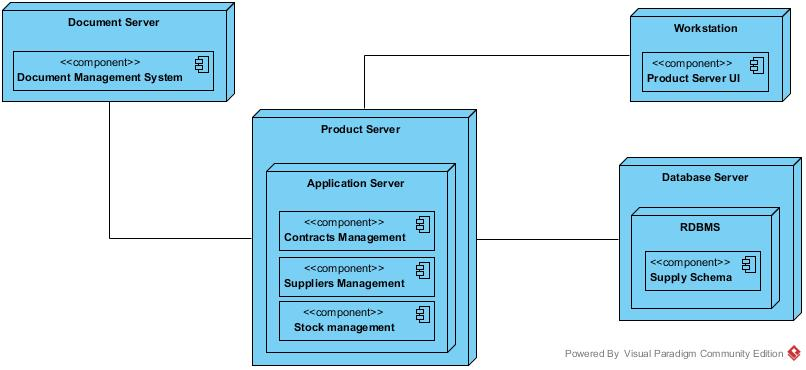 Document Server
<<component>>
Document Management System
Workstation
<<component>>
Product Server UI
Product Server
Application Server
<<component>>
Contracts Management
<<component>>
Suppliers Management
<<component>>
Stock management
Database Server
RDBMS
<<component>>
Supply Schema
Powered By Visual Paradigm Community Edition